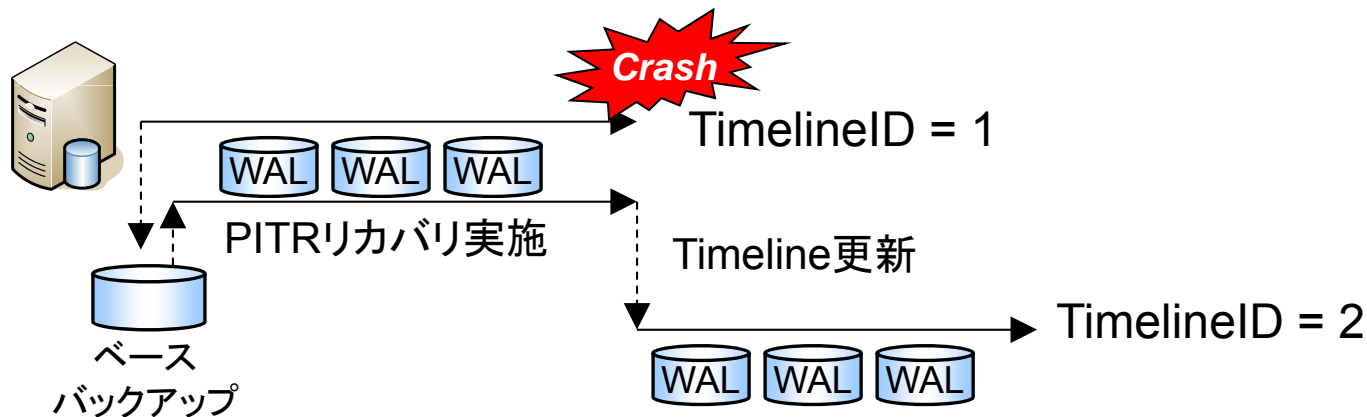 Crash
TimelineID = 1
WAL WAL WAL
PITRリカバリ実施
Timeline更新
TimelineID = 2
WAL WAL WAL
ベース
バックアップ